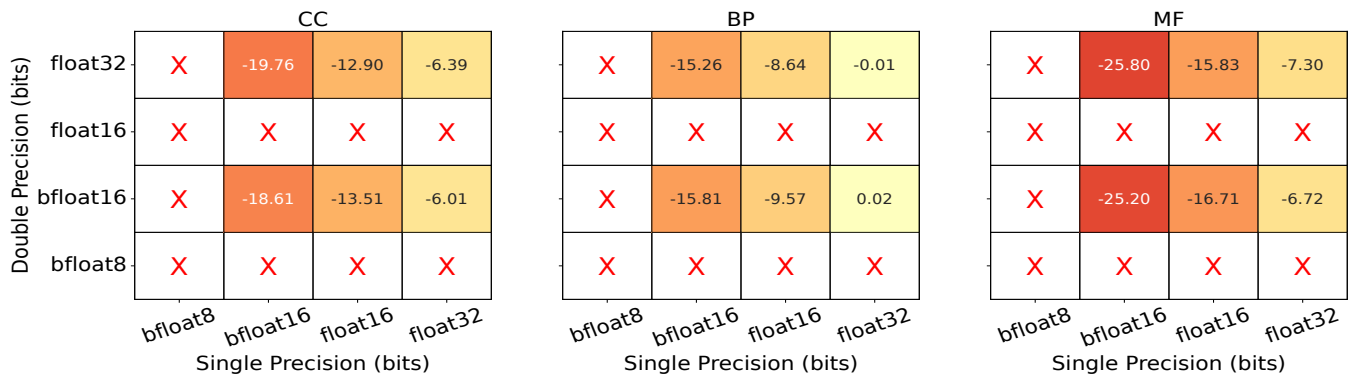 CC
BP
MF
Double Precision (bits)
float32
X -19.76 -12.90 -6.39
X -15.26 -8.64 -0.01
X -25.80 -15.83 -7.30
float16
X X X X
X X X X
X X X X
bfloat16
X -18.61 -13.51 -6.01
X -15.81 -9.57 0.02
X -25.20 -16.71 -6.72
bfloat8
X X X X
X X X X
X X X X
bfloat8 bfloat16 float16 float32
bfloat8 bfloat16 float16 float32
bfloat8 bfloat16 float16 float32
Single Precision (bits)
Single Precision (bits)
Single Precision (bits)